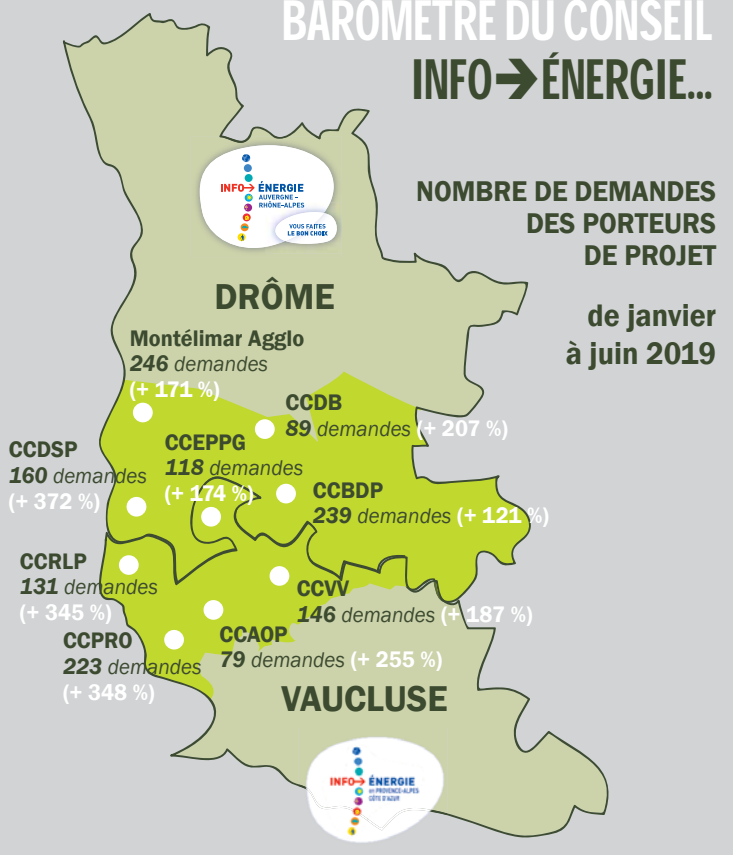 BAROMÈTRE DU CONSEIL
INFO➔ÉNERGIE...
NOMBRE DE DEMANDES
DES PORTEURS
DE PROJET
de janvier
à juin 2019
INFO→ ÉNERGIE
AUVERGNE –
RHÔNE-ALPES
VOUS FAITES
LE BON CHOIX
DRÔME
Montélimar Agglo
246 demandes
(+ 171 %)
CCDB
89 demandes (+ 207 %)
CCDSP
160 demandes
(+ 372 %)
CCEPPG
118 demandes
(+ 174 %)
CCBDP
239 demandes (+ 121 %)
CCRLP
131 demandes
(+ 345 %)
CCVV
146 demandes (+ 187 %)
CCPRO
223 demandes
(+ 348 %)
CCAOP
79 demandes (+ 255 %)
VAUCLUSE
INFO→ ÉNERGIE
en PROVENCE-ALPES
CÔTE D'AZUR